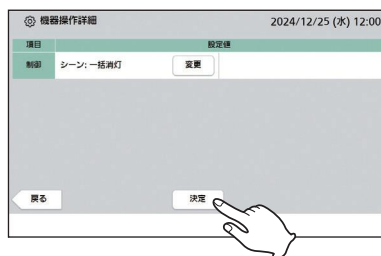 機器操作詳細 2024/12/25 (水) 12:00
項目 設定値
制御 シーン: 一括消灯 変更
戻る 決定